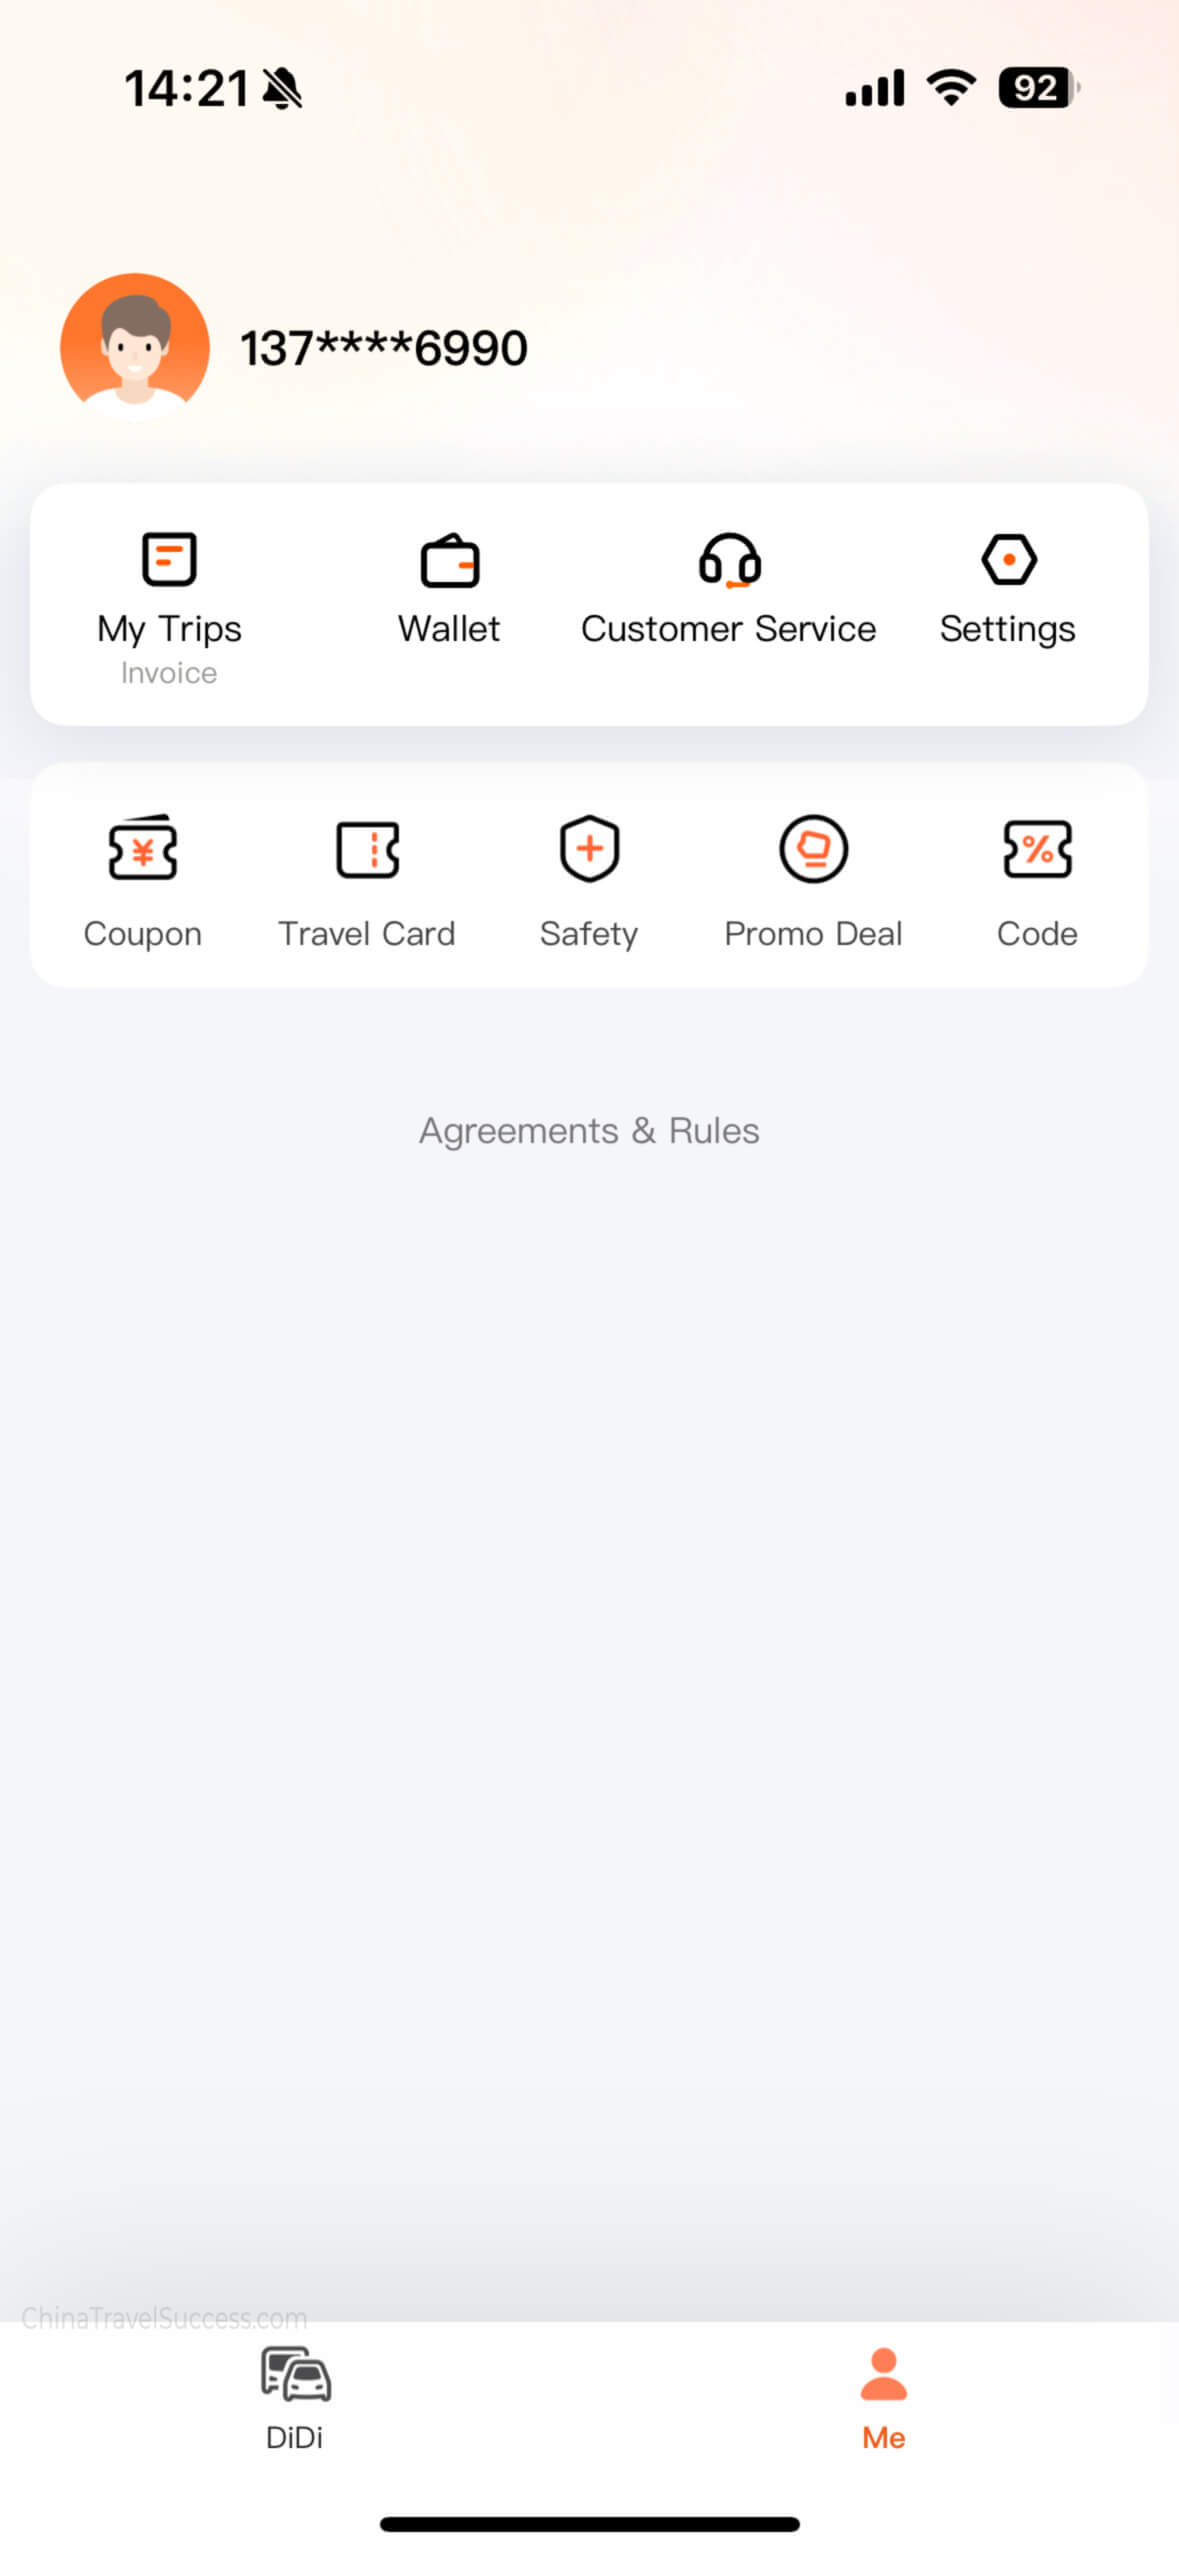 14:21
92
137****6990
My Trips Wallet Customer Service Settings
Invoice
¥ %
Coupon Travel Card Safety Promo Deal Code
Agreements & Rules
ChinaTravelSuccess.com
DiDi Me